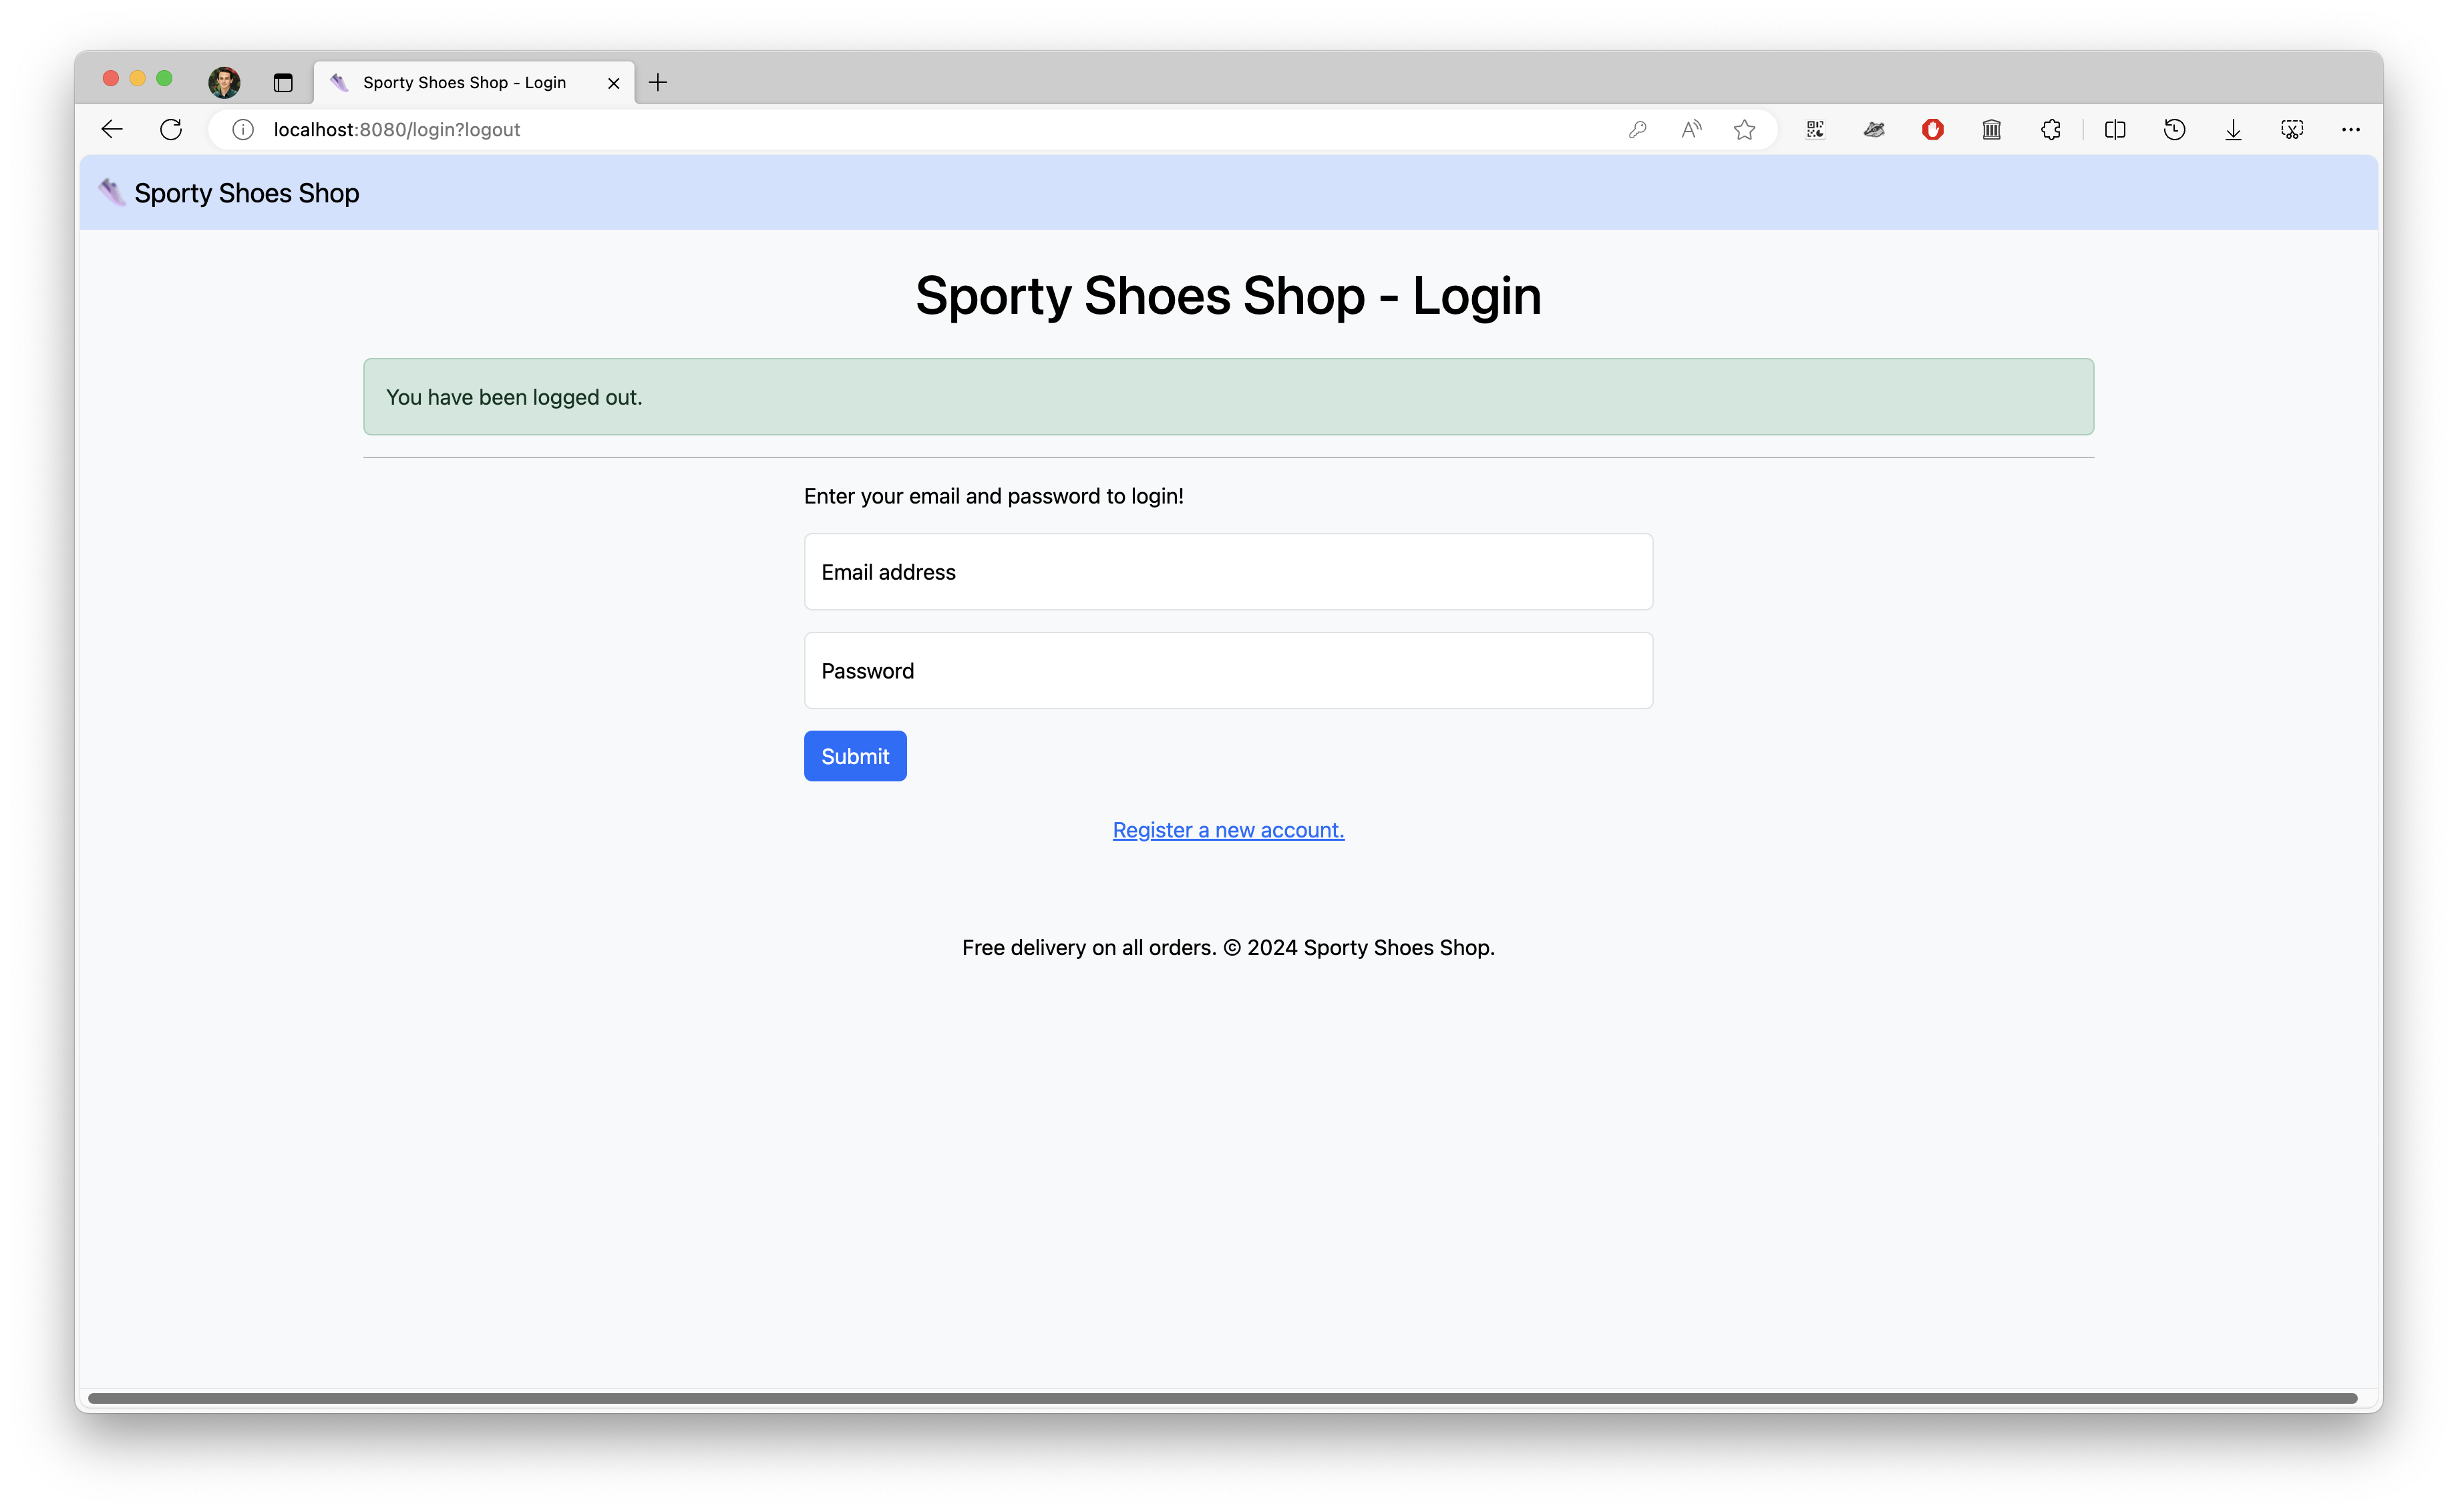 Sporty Shoes Shop - Login
localhost:8080/login?logout
Sporty Shoes Shop
Sporty Shoes Shop - Login
You have been logged out.
Enter your email and password to login!
Email address
Password
Submit
Register a new account.
Free delivery on all orders. © 2024 Sporty Shoes Shop.